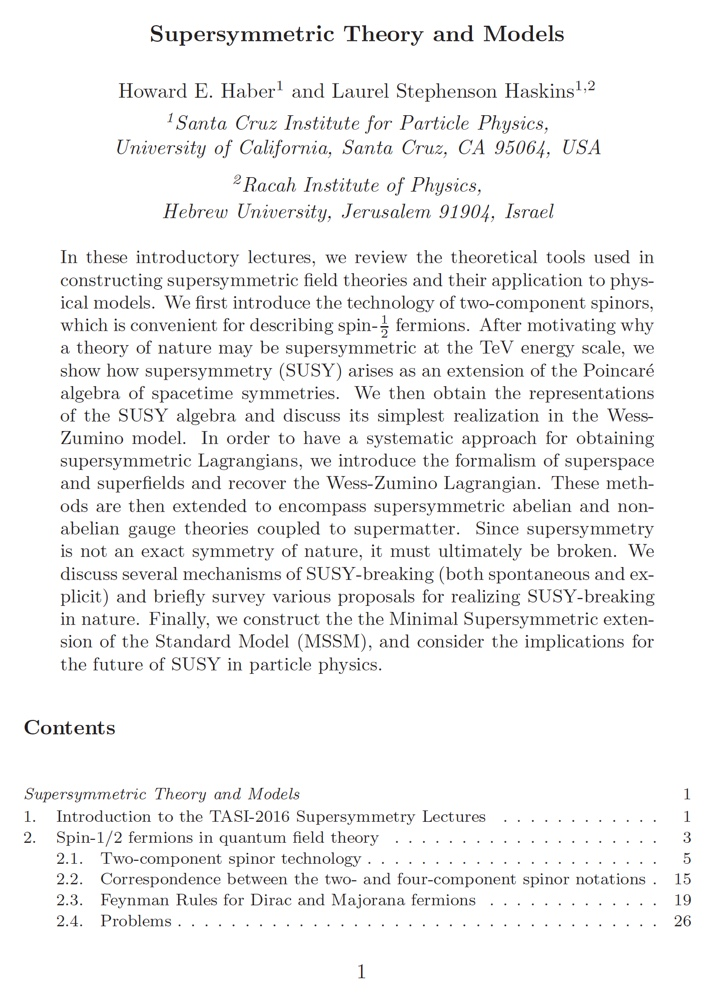 Supersymmetric Theory and Models
Howard E. Haber¹ and Laurel Stephenson Haskins¹,²
¹Santa Cruz Institute for Particle Physics,
University of California, Santa Cruz, CA 95064, USA
²Racah Institute of Physics,
Hebrew University, Jerusalem 91904, Israel
In these introductory lectures, we review the theoretical tools used in
constructing supersymmetric field theories and their application to phys-
ical models. We first introduce the technology of two-component spinors,
which is convenient for describing spin-½ fermions. After motivating why
a theory of nature may be supersymmetric at the TeV energy scale, we
show how supersymmetry (SUSY) arises as an extension of the Poincaré
algebra of spacetime symmetries. We then obtain the representations
of the SUSY algebra and discuss its simplest realization in the Wess-
Zumino model. In order to have a systematic approach for obtaining
supersymmetric Lagrangians, we introduce the formalism of superspace
and superfields and recover the Wess-Zumino Lagrangian. These meth-
ods are then extended to encompass supersymmetric abelian and non-
abelian gauge theories coupled to supermatter. Since supersymmetry
is not an exact symmetry of nature, it must ultimately be broken. We
discuss several mechanisms of SUSY-breaking (both spontaneous and ex-
plicit) and briefly survey various proposals for realizing SUSY-breaking
in nature. Finally, we construct the the Minimal Supersymmetric exten-
sion of the Standard Model (MSSM), and consider the implications for
the future of SUSY in particle physics.
Contents
Supersymmetric Theory and Models 1
1. Introduction to the TASI-2016 Supersymmetry Lectures . . . . . . . . . . . . 1
2. Spin-1/2 fermions in quantum field theory . . . . . . . . . . . . . . . . . . . . 3
2.1. Two-component spinor technology . . . . . . . . . . . . . . . . . . . . . . 5
2.2. Correspondence between the two- and four-component spinor notations . 15
2.3. Feynman Rules for Dirac and Majorana fermions . . . . . . . . . . . . . 19
2.4. Problems . . . . . . . . . . . . . . . . . . . . . . . . . . . . . . . . . . . . 26
1